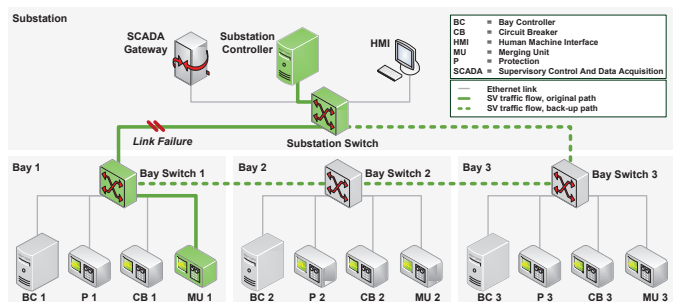 Substation
SCADA
Gateway
Substation
Controller
HMI
BC = Bay Controller
CB = Circuit Breaker
HMI = Human Machine Interface
MU = Merging Unit
P = Protection
SCADA = Supervisory Control And Data Acquisition
Ethernet link
SV traffic flow, original path
SV traffic flow, back-up path
Link Failure
Substation Switch
Bay 1
Bay Switch 1
Bay 2
Bay Switch 2
Bay 3
Bay Switch 3
BC 1
P 1
CB 1
MU 1
BC 2
P 2
CB 2
MU 2
BC 3
P 3
CB 3
MU 3